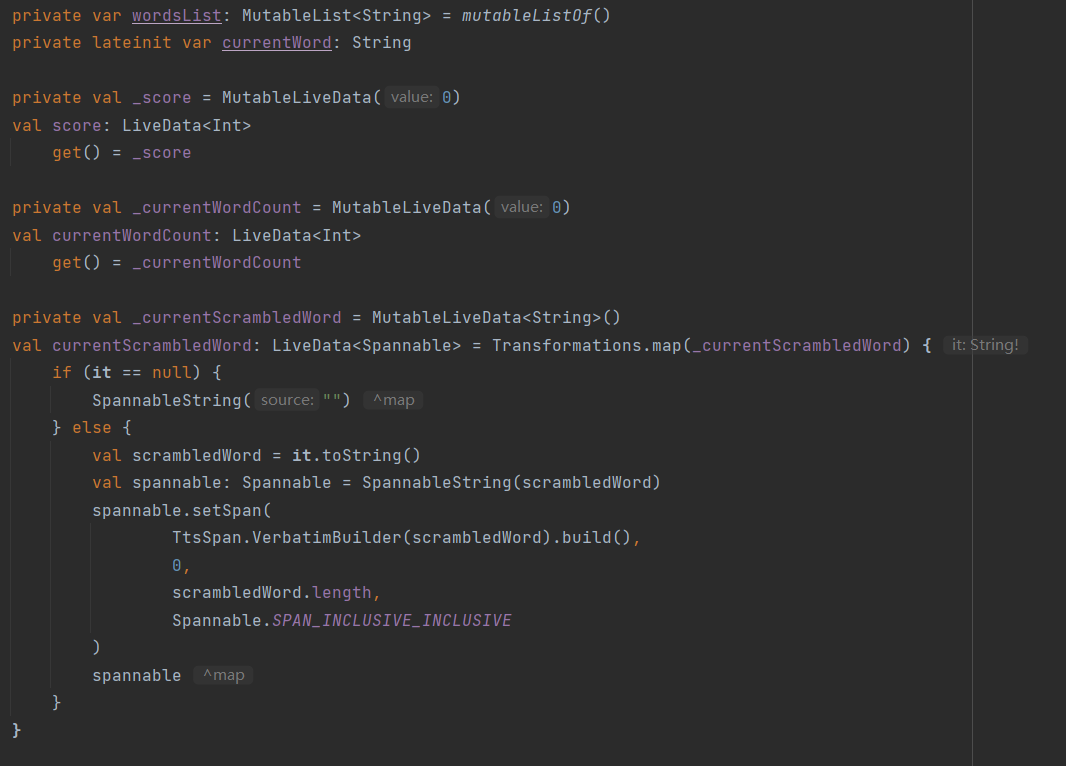 private var wordsList: MutableList<String> = mutableListOf()
private lateinit var currentWord: String
private val _score = MutableLiveData( value: 0)
val score: LiveData<Int>
get() = _score
private val _currentWordCount = MutableLiveData( value: 0)
val currentWordCount: LiveData<Int>
get() = _currentWordCount
private val _currentScrambledWord = MutableLiveData<String>()
val currentScrambledWord: LiveData<Spannable> = Transformations.map(_currentScrambledWord) { it: String!
if (it == null) {
SpannableString( source: "") ^map
} else {
val scrambledWord = it.toString()
val spannable: Spannable = SpannableString(scrambledWord)
spannable.setSpan(
TtsSpan.VerbatimBuilder(scrambledWord).build(),
0,
scrambledWord.length,
Spannable.SPAN_INCLUSIVE_INCLUSIVE
)
spannable ^map
}
}